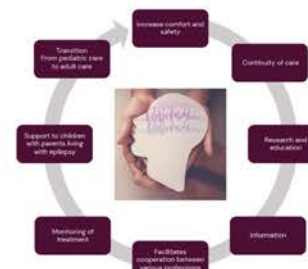 Increase comfort and
safety
Continuity of care
Research and
education
information
Facilitates
cooperation between
various professions
Monitoring of
treatment
Support to children
with parents living
with epilepsy
Transition
From pediatric care
to adult care